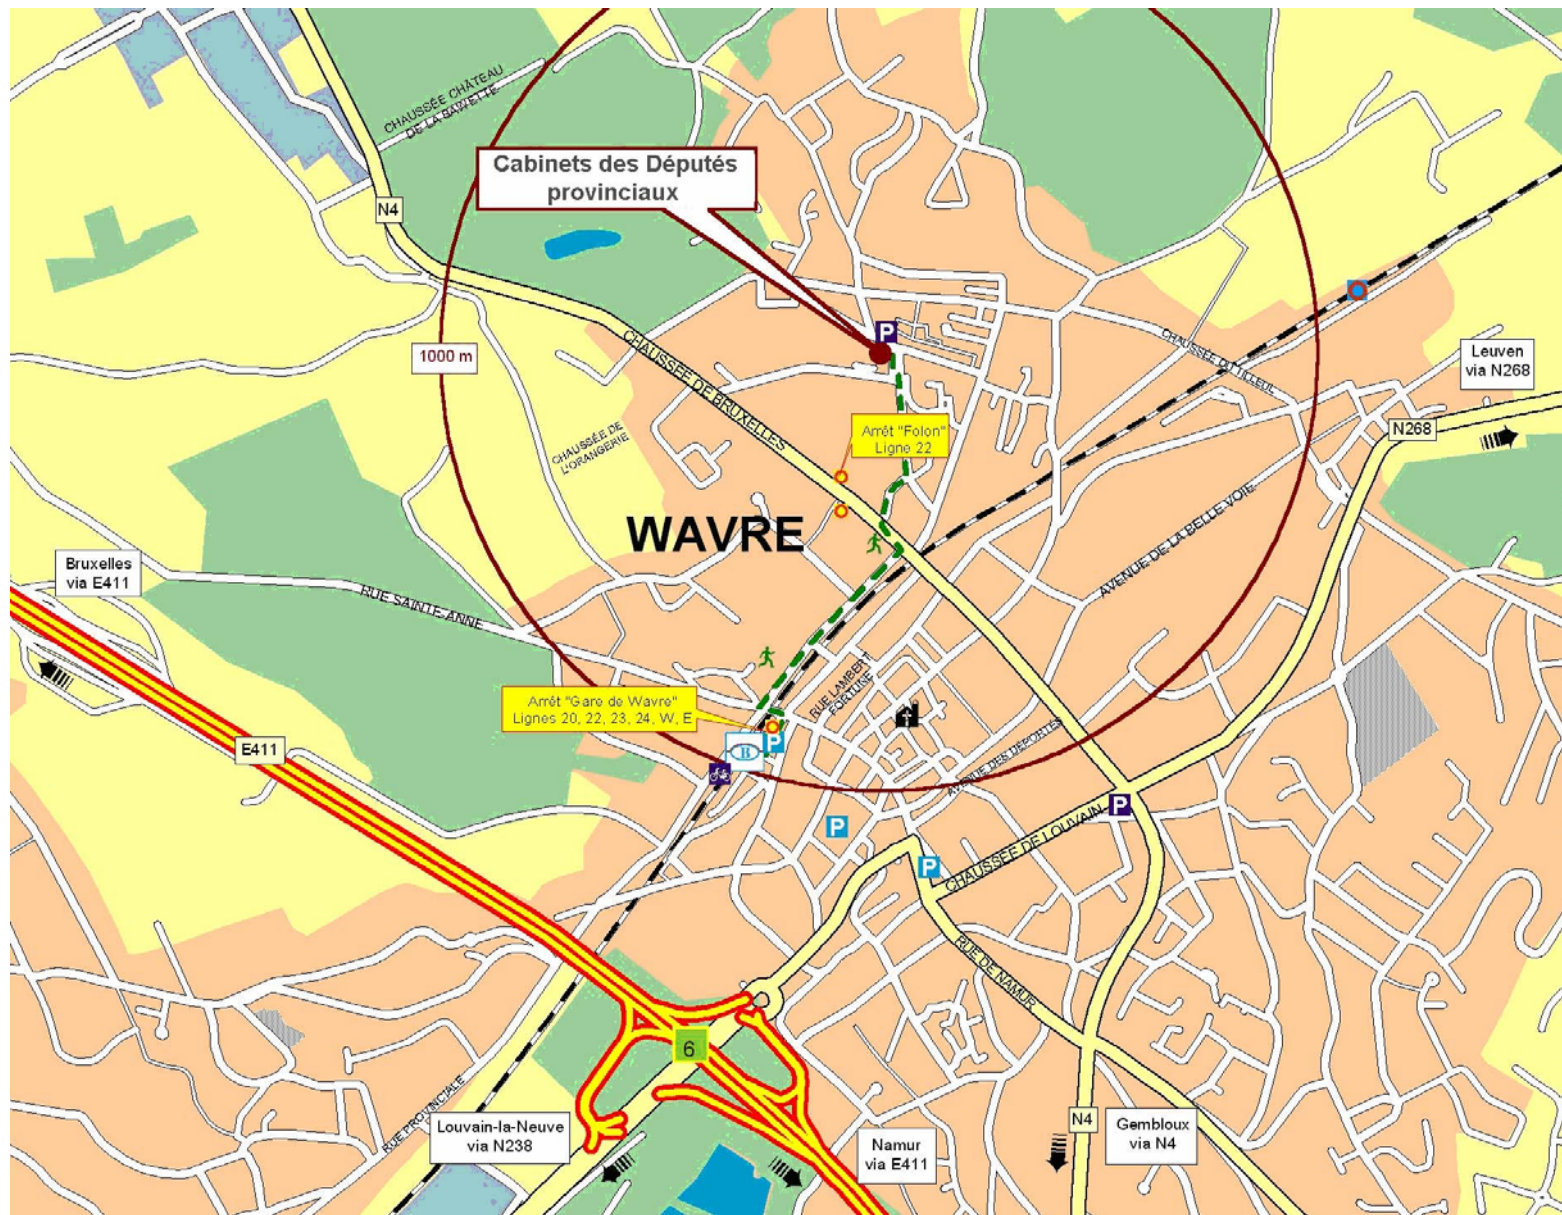 CHAUSSÉE CHÂTEAU
DE LA BAWETTE
Cabinets des Députés
provinciaux
N4
P
1000 m
CHAUSSÉE DE BRUXELLES
CHAUSSÉE DU TILLEUL
Leuven
via N268
N268
CHAUSSÉE DE
L'ORANGERIE
Arrêt "Folon"
Ligne 22
WAVRE
AVENUE DE LA BELLE VOIE
Bruxelles
via E411
RUE SAINTE-ANNE
RUE LAMBERT
FORTUNE
Arrêt "Gare de Wavre"
Lignes 20, 22, 23, 24, W, E
P
B
E411
AVENUE DES DÉPORTÉS
P
P
CHAUSSÉE DE LOUVAIN
P
RUE DE NAMUR
6
RUE PROVINCIALE
Louvain-la-Neuve
via N238
Namur
via E411
N4
Gembloux
via N4